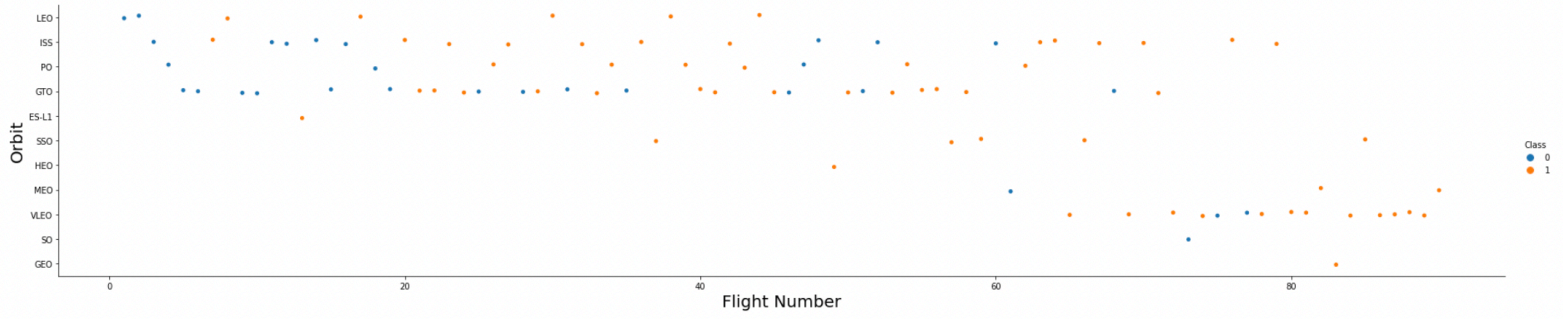 LEO
ISS
PO
GTO
ES-L1
SSO
HEO
MEO
VLEO
SO
GEO
Orbit
0 20 40 60 80
Flight Number
Class
0
1